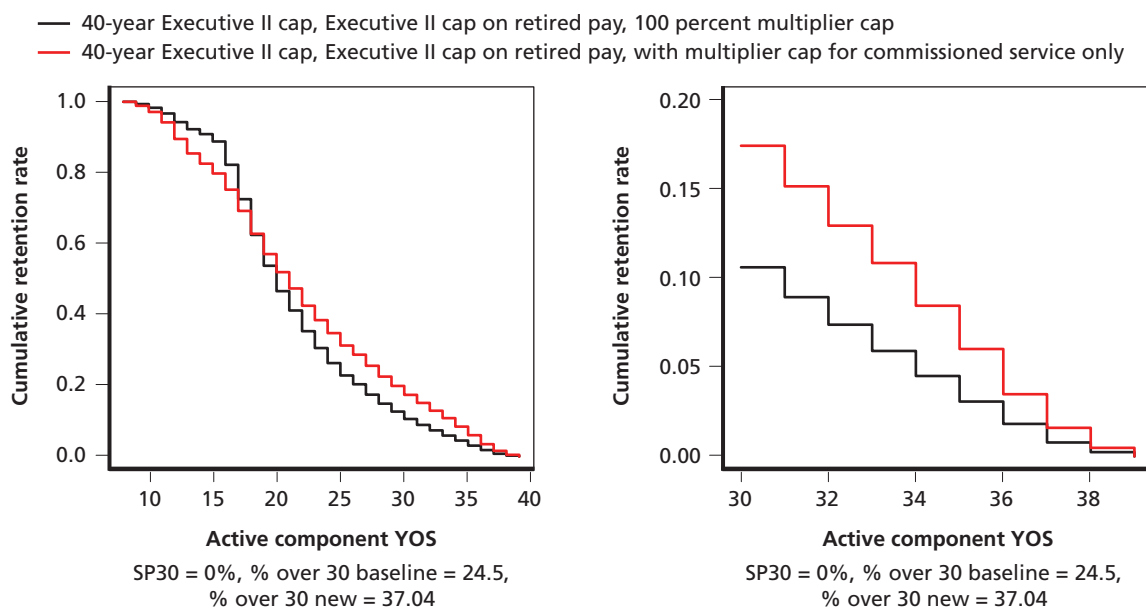 40-year Executive II cap, Executive II cap on retired pay, 100 percent multiplier cap
40-year Executive II cap, Executive II cap on retired pay, with multiplier cap for commissioned service only
Cumulative retention rate
1.0
0.8
0.6
0.4
0.2
0.0
10 15 20 25 30 35 40
Active component YOS
SP30 = 0%, % over 30 baseline = 24.5,
% over 30 new = 37.04
Cumulative retention rate
0.20
0.15
0.10
0.05
0.00
30 32 34 36 38
Active component YOS
SP30 = 0%, % over 30 baseline = 24.5,
% over 30 new = 37.04